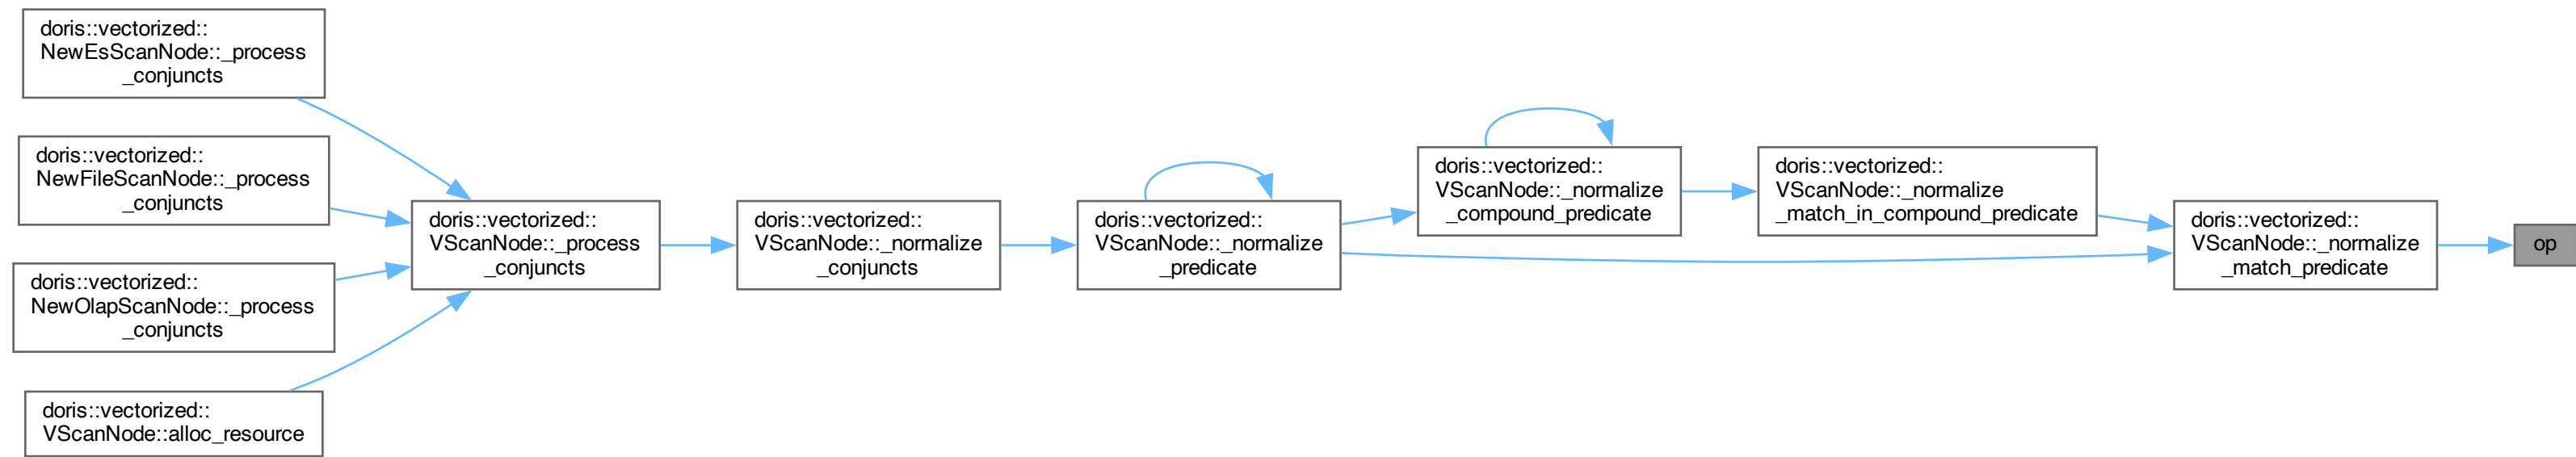 doris::vectorized::
NewEsScanNode::_process
_conjuncts
doris::vectorized::
NewFileScanNode::_process
_conjuncts
doris::vectorized::
NewOlapScanNode::_process
_conjuncts
doris::vectorized::
VScanNode::alloc_resource
doris::vectorized::
VScanNode::_process
_conjuncts
doris::vectorized::
VScanNode::_normalize
_conjuncts
doris::vectorized::
VScanNode::_normalize
_predicate
doris::vectorized::
VScanNode::_normalize
_compound_predicate
doris::vectorized::
VScanNode::_normalize
_match_in_compound_predicate
doris::vectorized::
VScanNode::_normalize
_match_predicate
op